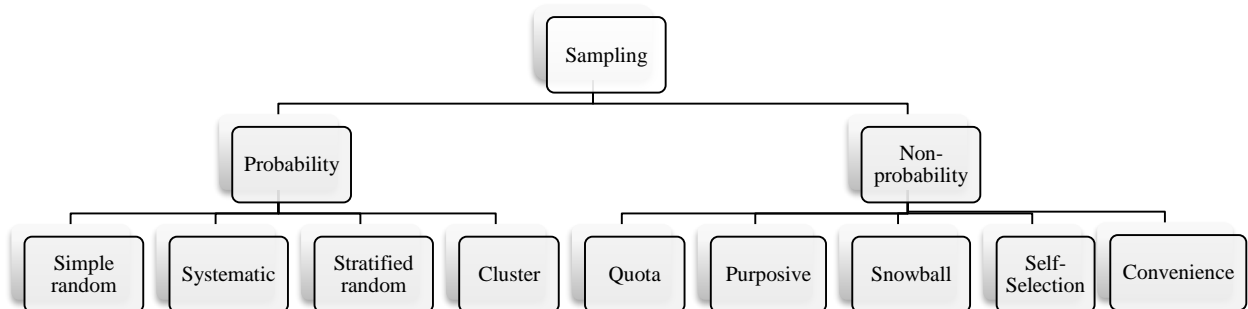 Sampling
Probability
Non-
probability
Simple
random
Systematic
Stratified
random
Cluster
Quota
Purposive
Snowball
Self-
Selection
Convenience